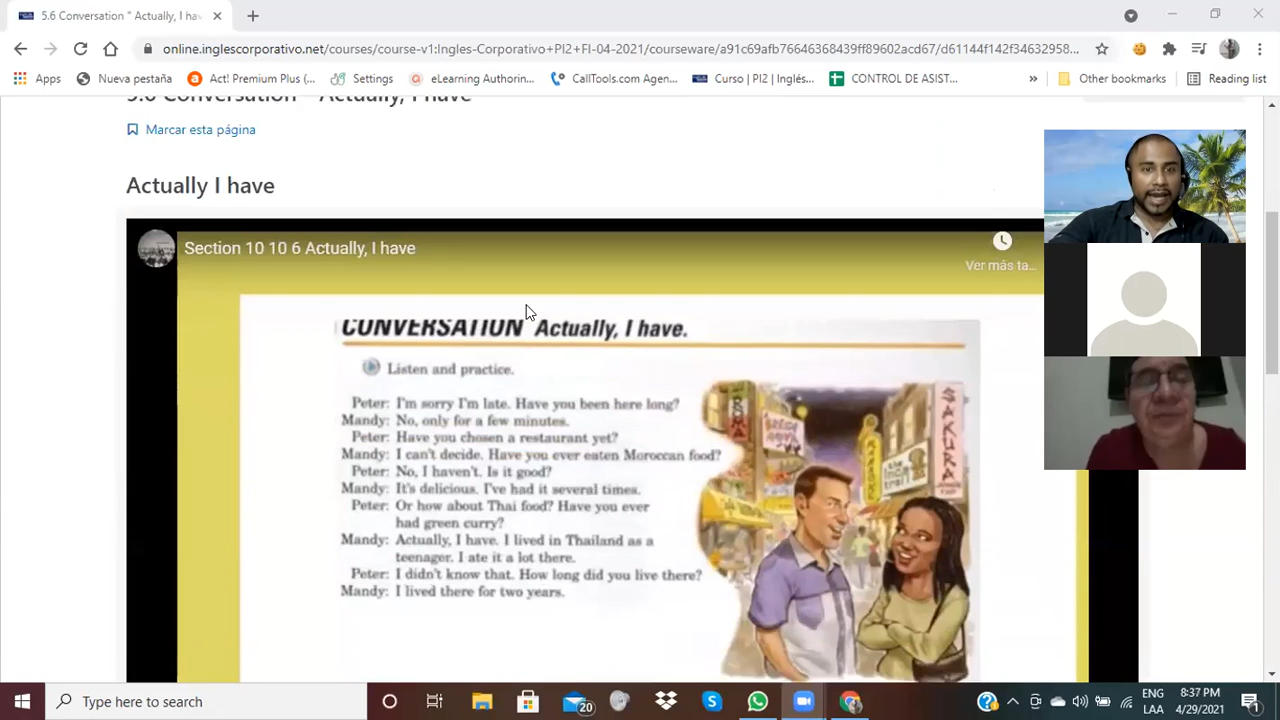 5.6 Conversation " Actually, I hav
online.inglescorporativo.net/courses/course-v1:Ingles-Corporativo+PI2+FI-04-2021/courseware/a91c69afb76646368439ff89602acd67/d61144f142f34632958...
Apps
Nueva pestaña
Act! Premium Plus (...
Settings
eLearning Authorin...
CallTools.com Agen...
Curso | PI2 | Inglés...
CONTROL DE ASIST...
»
Other bookmarks
Reading list
5.6 Conversation " Actually, I have
Marcar esta página
Actually I have
Section 10 10 6 Actually, I have
Ver más ta...
CONVERSATION Actually, I have.
Listen and practice.
Peter: I'm sorry I'm late. Have you been here long?
Mandy: No, only for a few minutes.
Peter: Have you chosen a restaurant yet?
Mandy: I can't decide. Have you ever eaten Moroccan food?
Peter: No, I haven't. Is it good?
Mandy: It's delicious. I've had it several times.
Peter: Or how about Thai food? Have you ever
had green curry?
Mandy: Actually, I have. I lived in Thailand as a
teenager. I ate it a lot there.
Peter: I didn't know that. How long did you live there?
Mandy: I lived there for two years.
SAKURA
Type here to search
20
ENG
LAA
8:37 PM
4/29/2021
1